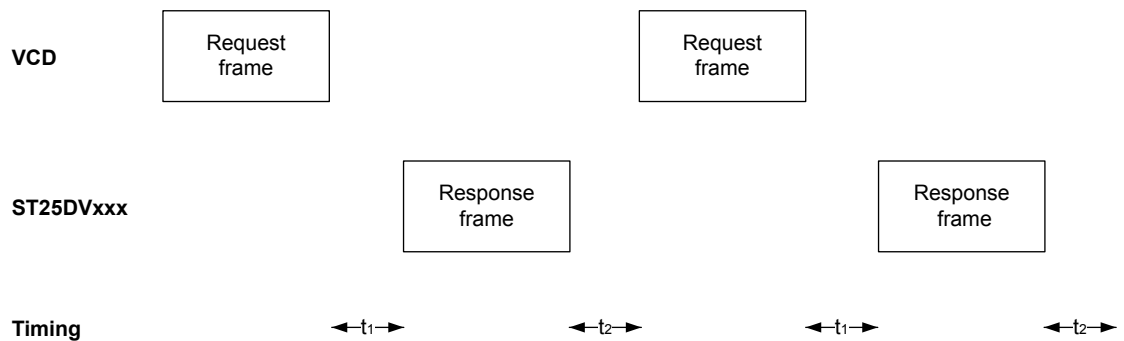 VCD
Request
frame
Request
frame
ST25DVxxx
Response
frame
Response
frame
Timing
t1
t2
t1
t2